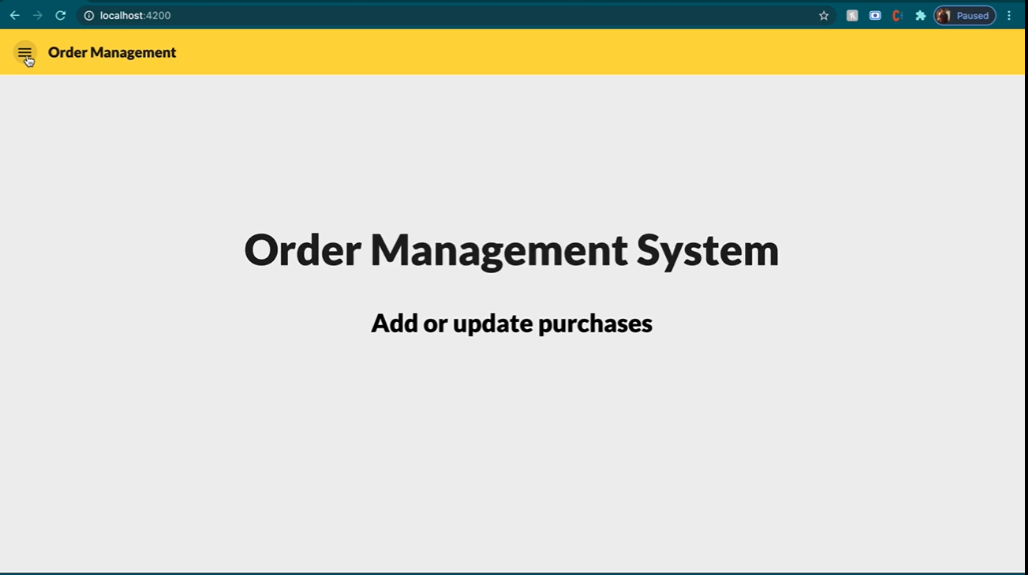 localhost:4200
Paused
Order Management
Order Management System
Add or update purchases